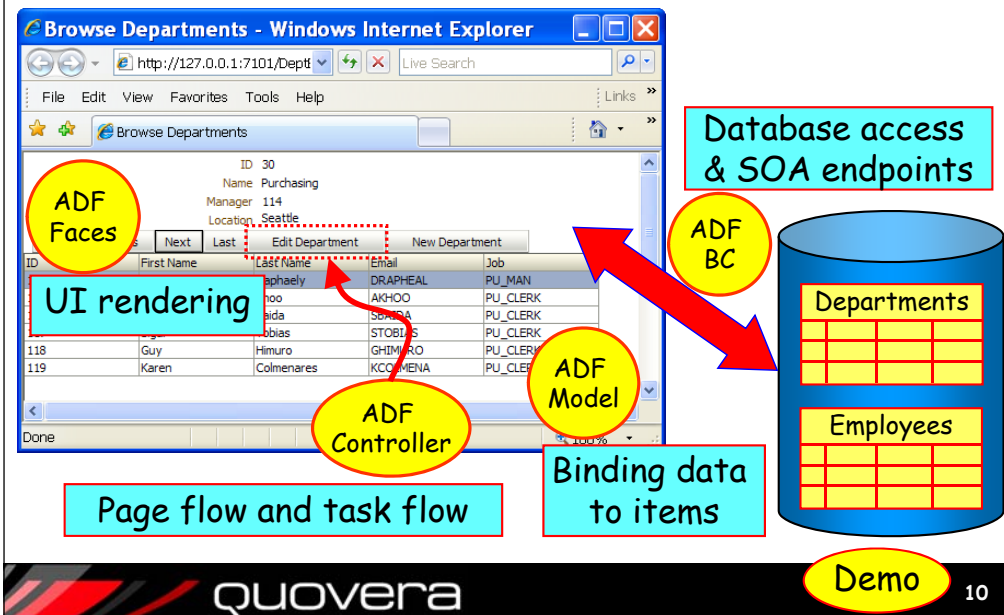 Browse Departments - Windows Internet Explorer
http://127.0.0.1:7101/Dept
Live Search
File Edit View Favorites Tools Help
Links »
Browse Departments
»
Database access
& SOA endpoints
ID 30
Name Purchasing
Manager 114
Location Seattle
ADF
Faces
Next Last Edit Department New Department
ADF
BC
ID First Name Last Name Email Job
DRAPHEAL PU_MAN
UI rendering
AKHOO PU_CLERK
PU_CLERK
PU_CLERK
118 Guy Himuro PU_CLERK
119 Karen Colmenares
Departments
Employees
ADF
Model
ADF
Controller
Done
Binding data
to items
Page flow and task flow
Demo
quovera
10